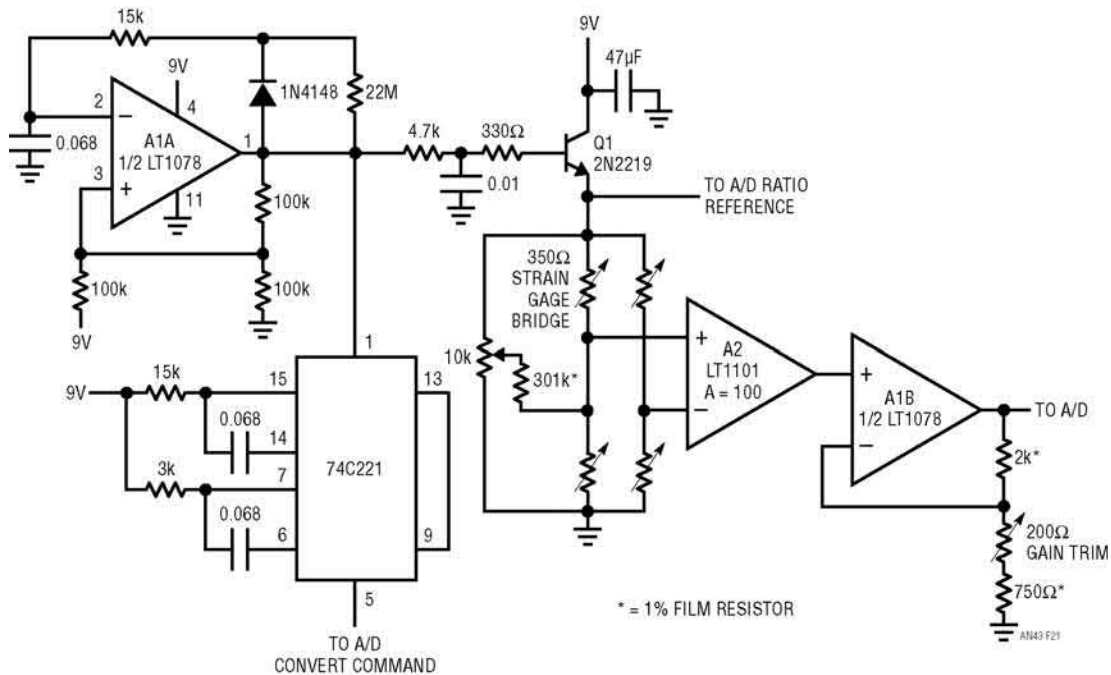 15k
9V
1N4148
22M
2
4
A1A
1/2 LT1078
1
0.068
3
11
100k
100k
100k
9V
4.7k
330Ω
0.01
9V
47µF
Q1
2N2219
TO A/D RATIO
REFERENCE
350Ω
STRAIN
GAGE
BRIDGE
10k
301k*
+
A2
LT1101
A = 100
−
+
A1B
1/2 LT1078
−
TO A/D
2k*
200Ω
GAIN TRIM
750Ω*
9V
15k
0.068
3k
0.068
1
15
14
7
6
13
9
74C221
5
TO A/D
CONVERT COMMAND
* = 1% FILM RESISTOR
AN43 F21